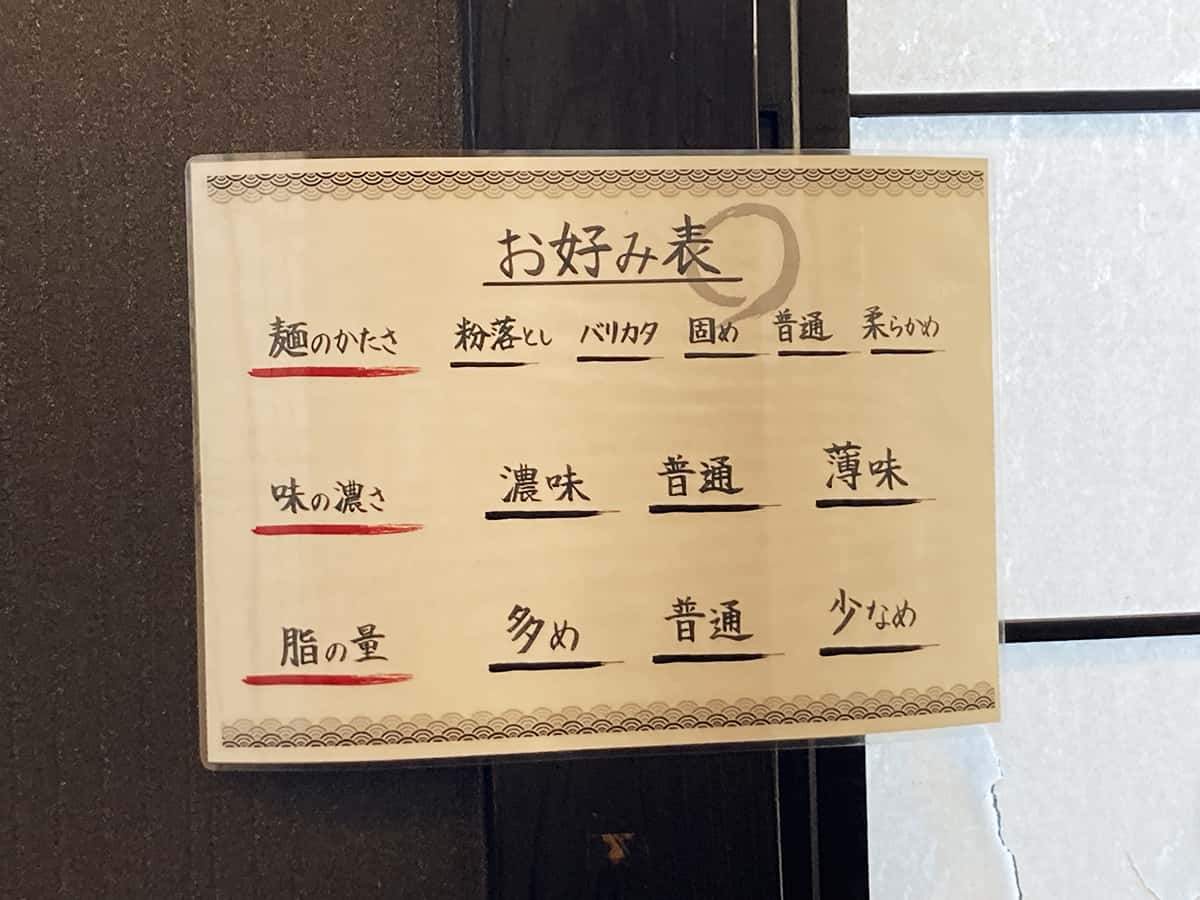 お好み表
麺のかたさ 粉落とし バリカタ 固め 普通 柔らかめ
味の濃さ 濃味 普通 薄味
脂の量 多め 普通 少なめ